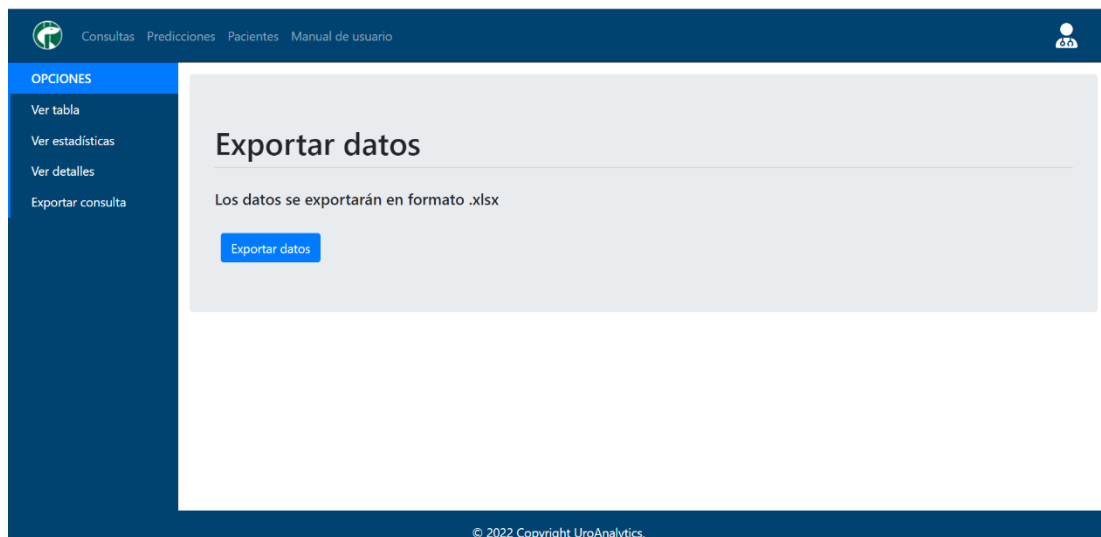 Consultas Predicciones Pacientes Manual de usuario
OPCIONES
Ver tabla
Ver estadísticas
Ver detalles
Exportar consulta
Exportar datos
Los datos se exportarán en formato .xlsx
Exportar datos
© 2022 Copyright UroAnalytics.